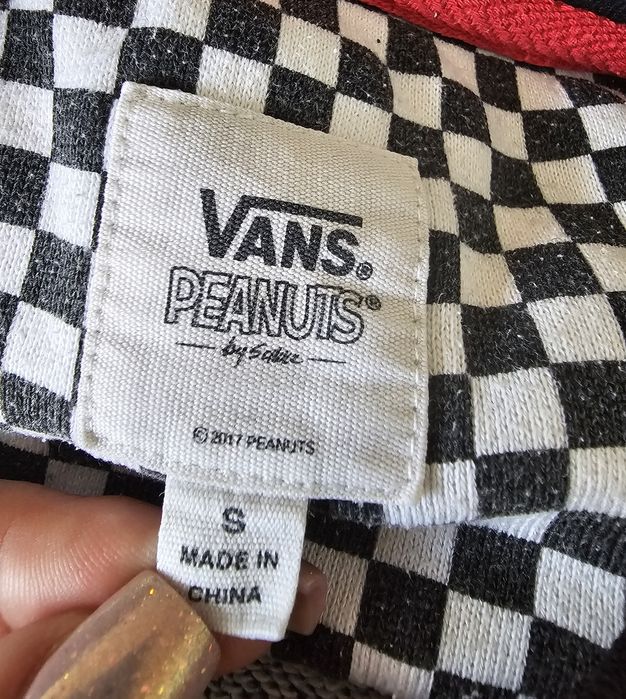 VANS®
PEANUTS®
by Schulz
© 2017 PEANUTS
S
MADE IN
CHINA